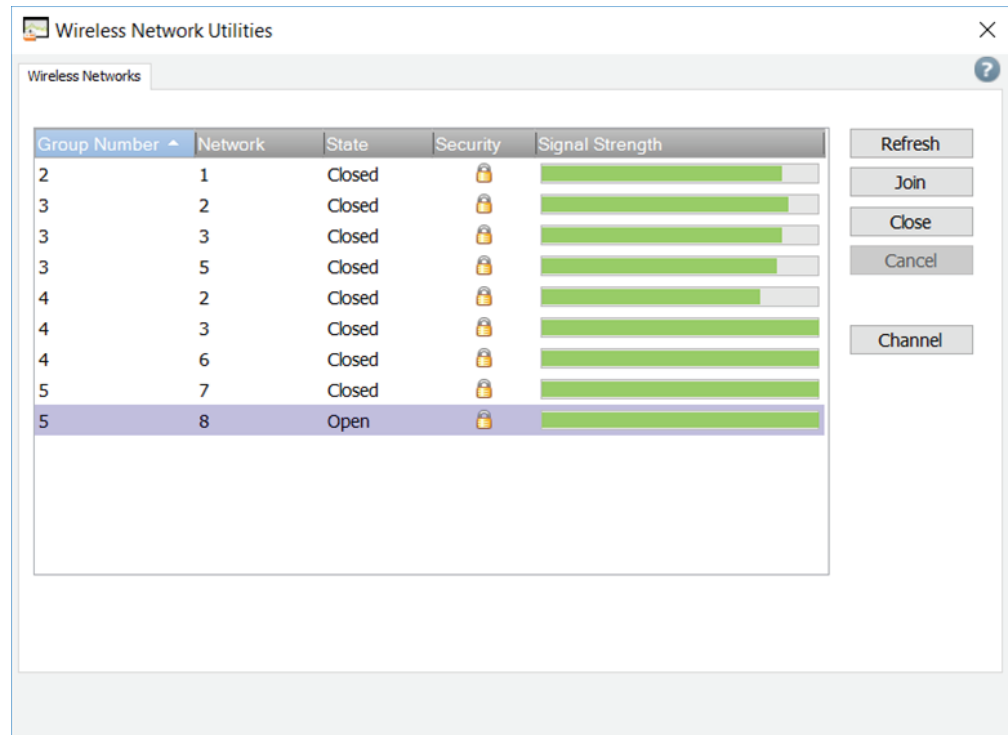 Wireless Network Utilities
Wireless Networks ?
Group Number Network State Security Signal Strength Refresh
2 1 Closed Join
3 2 Closed Close
3 3 Closed
3 5 Closed Cancel
4 2 Closed
4 3 Closed Channel
4 6 Closed
5 7 Closed
5 8 Open